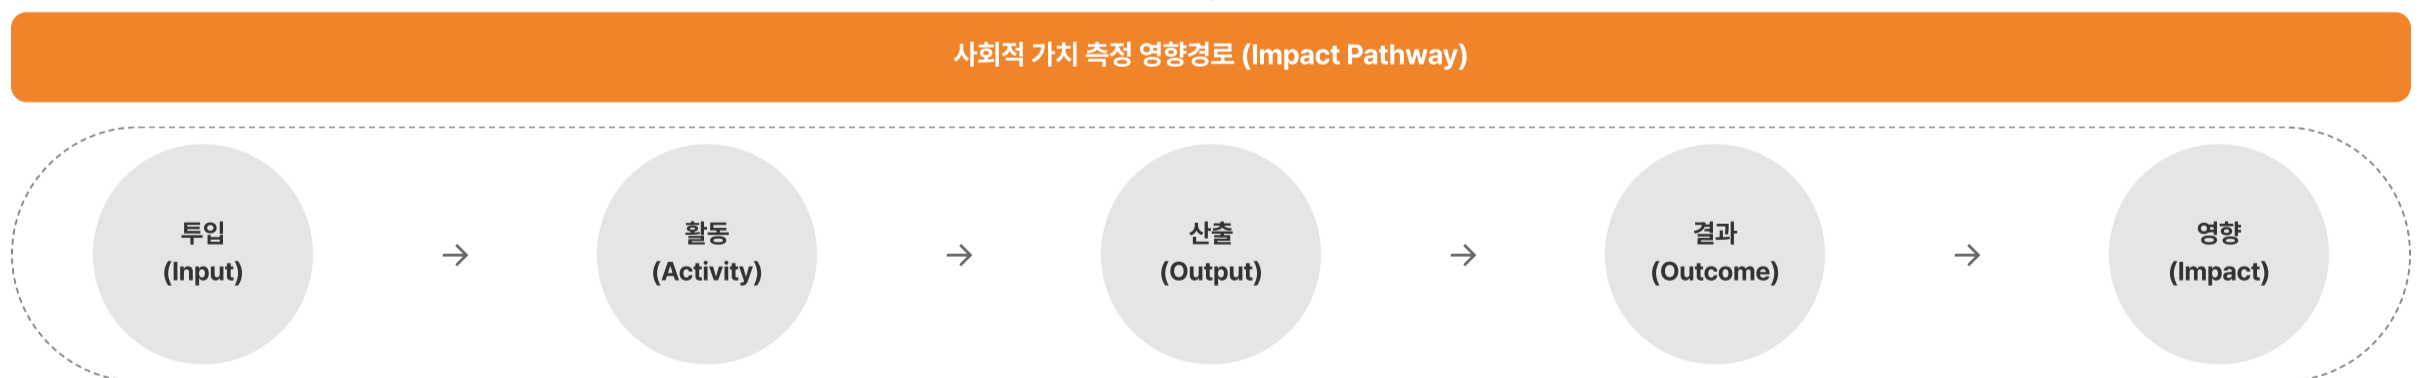 사회적 가치 측정 영향경로 (Impact Pathway)
투입
(Input)
→
활동
(Activity)
→
산출
(Output)
→
결과
(Outcome)
→
영향
(Impact)